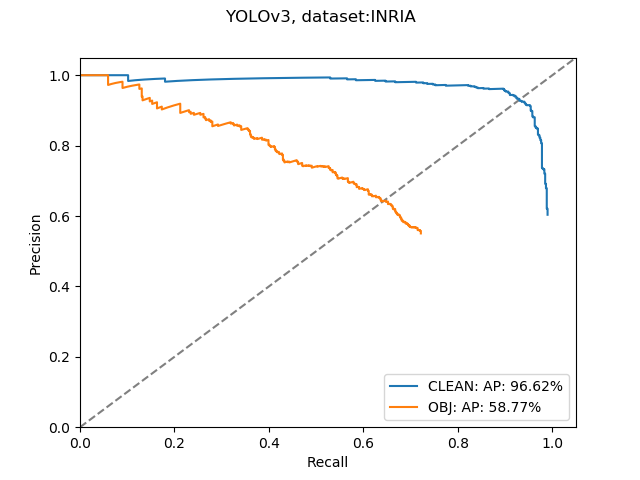 YOLOv3, dataset:INRIA
1.0
0.8
0.6
0.4
0.2
0.0
Precision
CLEAN: AP: 96.62%
OBJ: AP: 58.77%
0.0 0.2 0.4 0.6 0.8 1.0
Recall